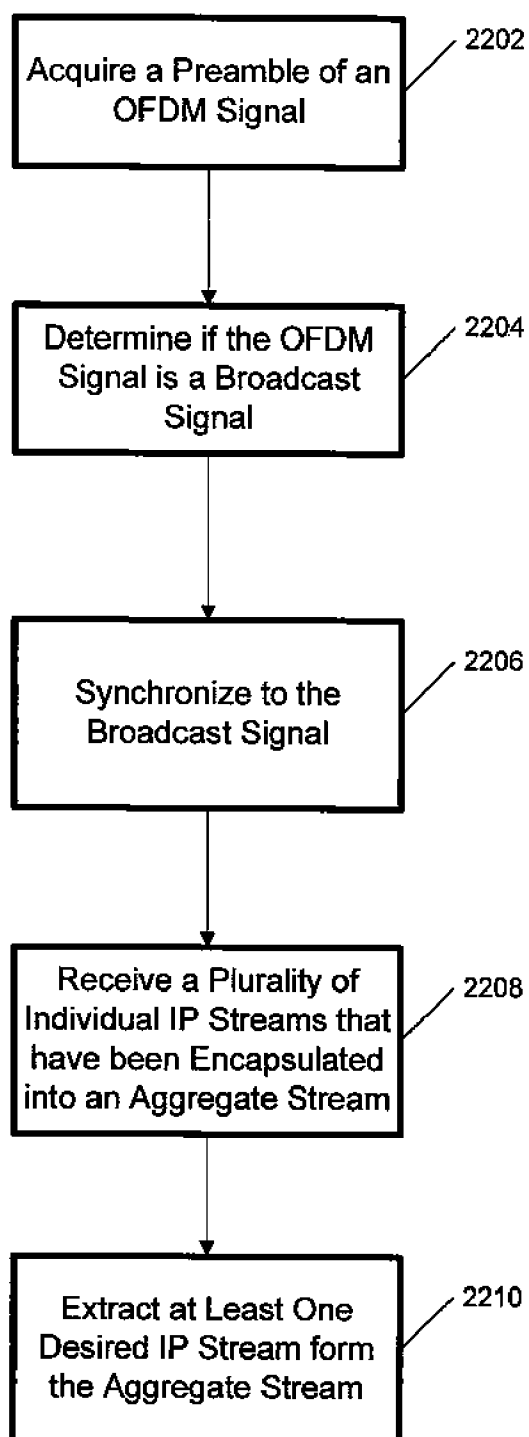 2202
Acquire a Preamble of an
OFDM Signal
2204
Determine if the OFDM
Signal is a Broadcast
Signal
2206
Synchronize to the
Broadcast Signal
2208
Receive a Plurality of
Individual IP Streams that
have been Encapsulated
into an Aggregate Stream
2210
Extract at Least One
Desired IP Stream form
the Aggregate Stream